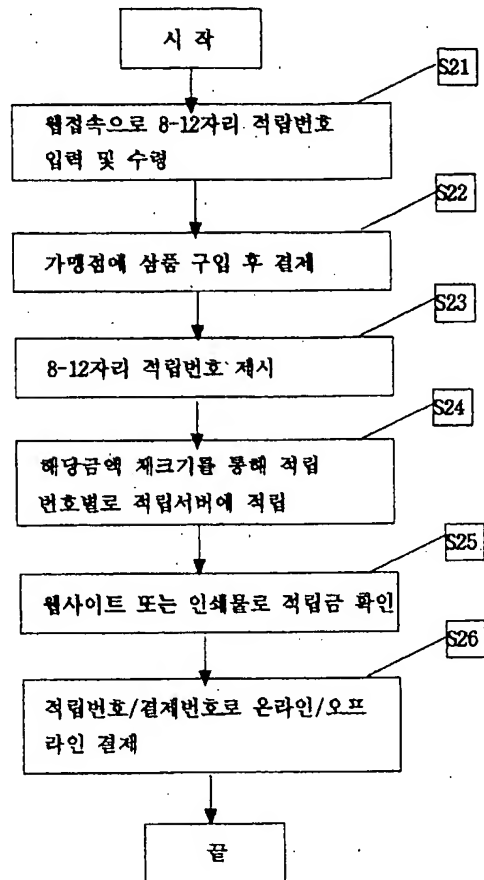 시 작
S21
웹접속으로 8-12자리 적립번호
입력 및 수령
S22
가맹점에 삼품 구입 후 결제
S23
8-12자리 적립번호 제시
S24
해당금액 채크기를 통해 적립
번호별로 적립서버에 적립
S25
웹사이트 또는 인쇄물로 적립금 확인
S26
적립번호/결제번호로 온라인/오프
라인 결재
끝